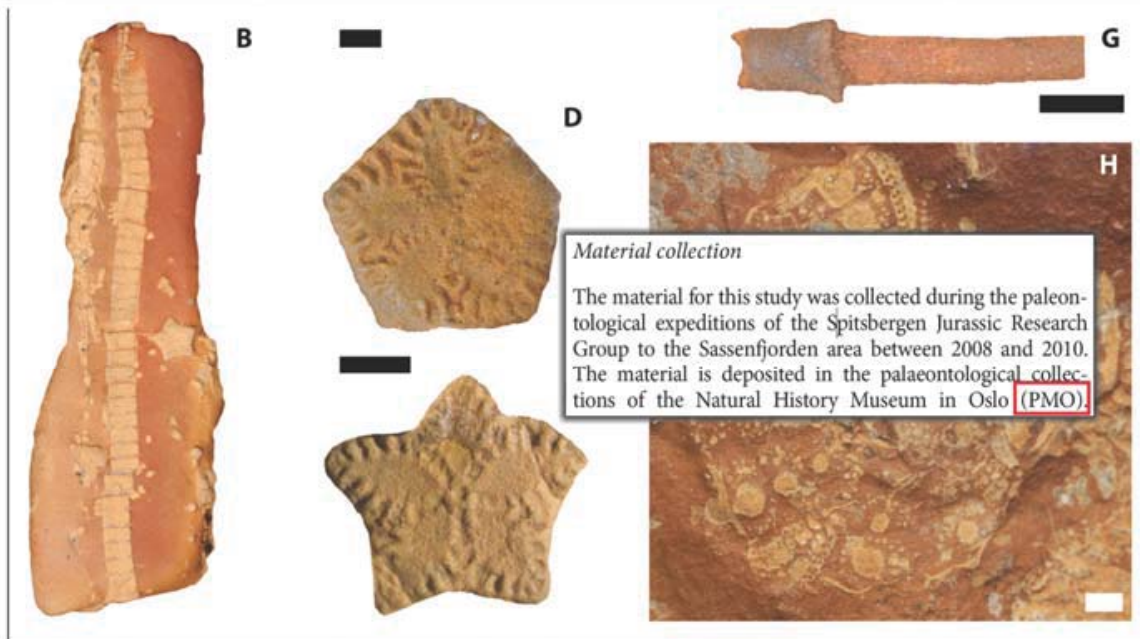 B
D
G
H
Material collection
The material for this study was collected during the paleon-
tological expeditions of the Spitsbergen Jurassic Research
Group to the Sassenfjorden area between 2008 and 2010.
The material is deposited in the palaeontological collec-
tions of the Natural History Museum in Oslo (PMO).